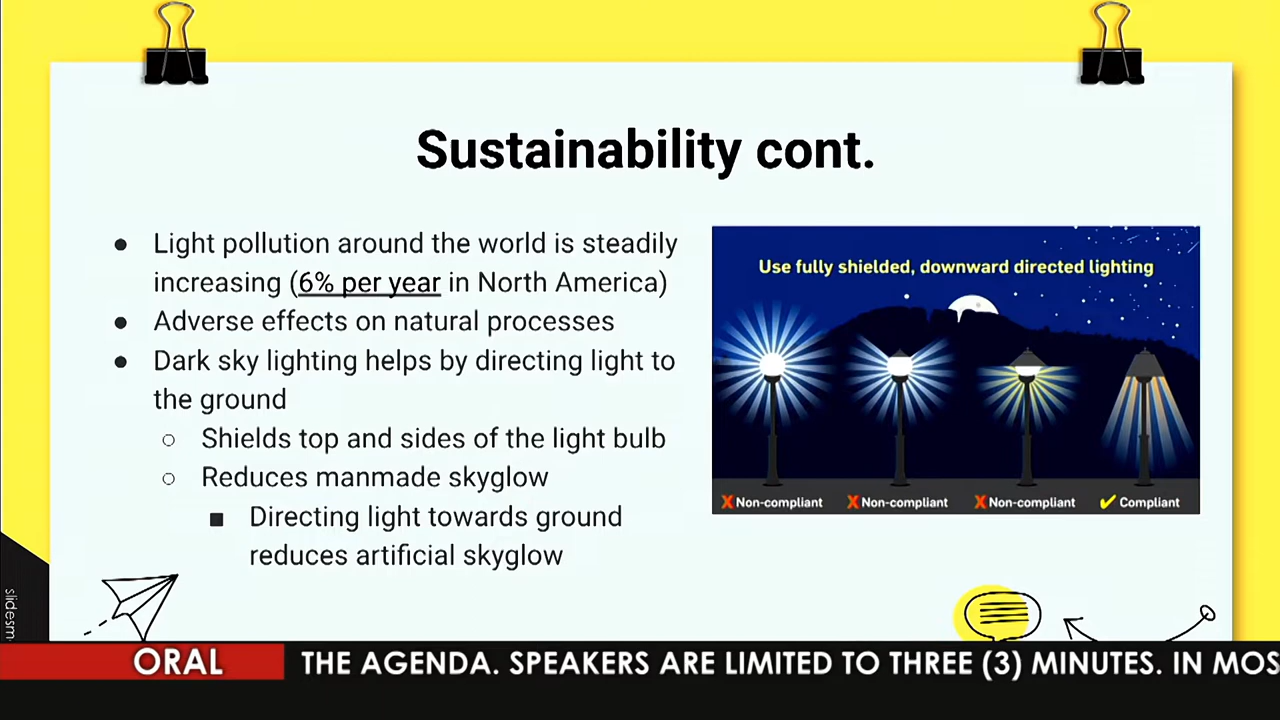 Sustainability cont.
● Light pollution around the world is steadily
increasing (6% per year in North America)
● Adverse effects on natural processes
● Dark sky lighting helps by directing light to
the ground
○ Shields top and sides of the light bulb
○ Reduces manmade skyglow
■ Directing light towards ground
reduces artificial skyglow
Use fully shielded, downward directed lighting
X Non-compliant
X Non-compliant
X Non-compliant
✓ Compliant
slidesm
ORAL
THE AGENDA. SPEAKERS ARE LIMITED TO THREE (3) MINUTES. IN MOS